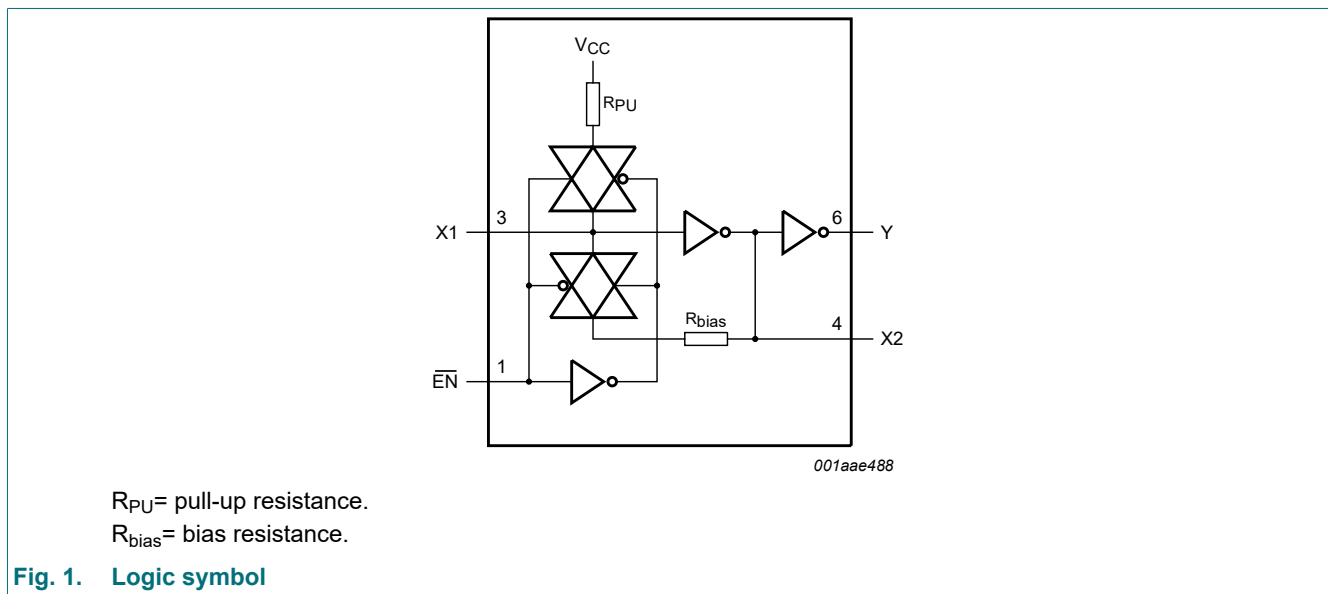 VCC
RPU
X1
3
6
Y
Rbias
4
X2
EN
1
001aae488
RPU= pull-up resistance.
Rbias= bias resistance.
Fig. 1. Logic symbol